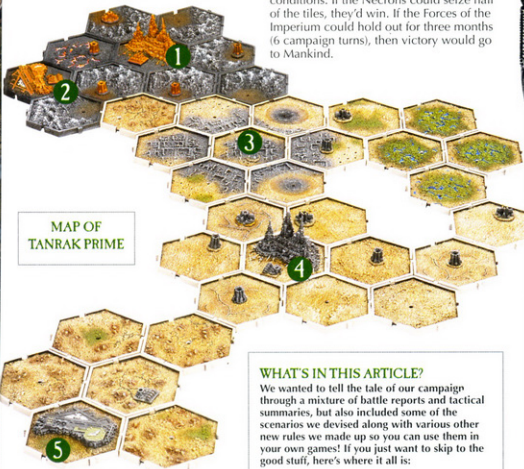 conditions. If the Necrons could seize half
of the tiles, they'd win. If the Forces of the
Imperium could hold out for three months
(6 campaign turns), then victory would go
to Mankind.
1
2
3
MAP OF
TANRAK PRIME
4
5
WHAT'S IN THIS ARTICLE?
We wanted to tell the tale of our campaign
through a mixture of battle reports and tactical
summaries, but also included some of the
scenarios we devised along with various other
new rules we made up so you can use them in
your own games! If you just want to skip to the
good stuff, here's where it all is: